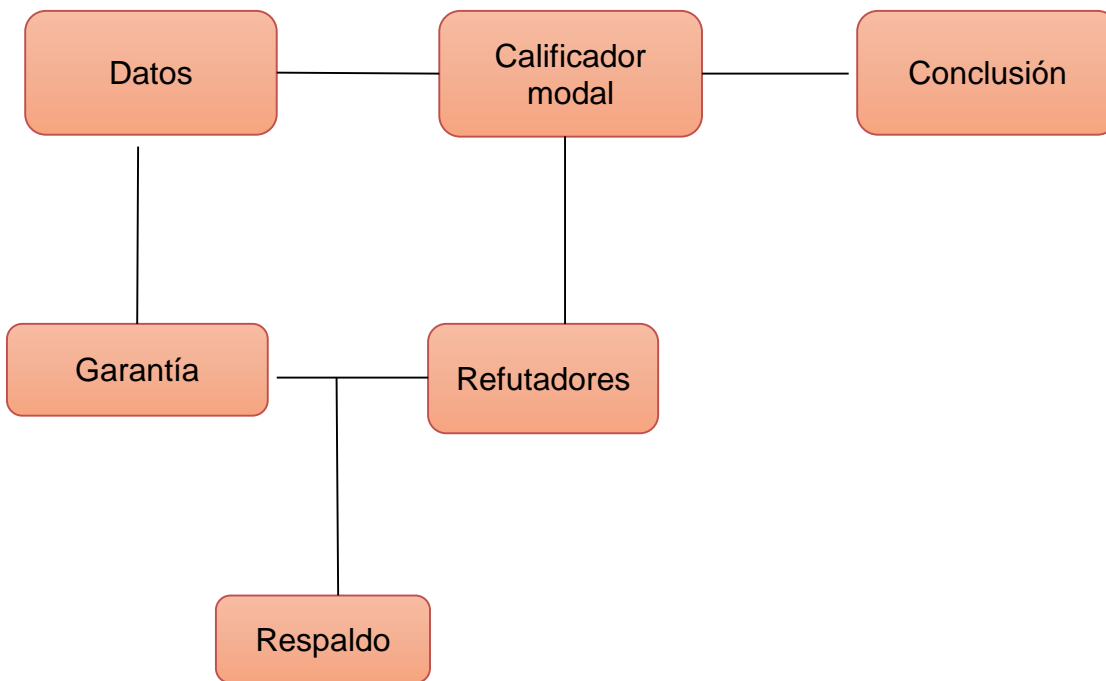 Datos
Calificador
modal
Conclusión
Garantía
Refutadores
Respaldo